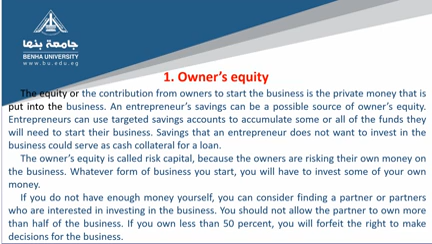 جامعة بنها
BENHA UNIVERSITY
www.bu.edu.eg
1. Owner's equity
The equity or the contribution from owners to start the business is the private money that is
put into the business. An entrepreneur's savings can be a possible source of owner's equity.
Entrepreneurs can use targeted savings accounts to accumulate some or all of the funds they
will need to start their business. Savings that an entrepreneur does not want to invest in the
business could serve as cash collateral for a loan.
The owner's equity is called risk capital, because the owners are risking their own money on
the business. Whatever form of business you start, you will have to invest some of your own
money.
If you do not have enough money yourself, you can consider finding a partner or partners
who are interested in investing in the business. You should not allow the partner to own more
than half of the business. If you own less than 50 percent, you will forfeit the right to make
decisions for the business.